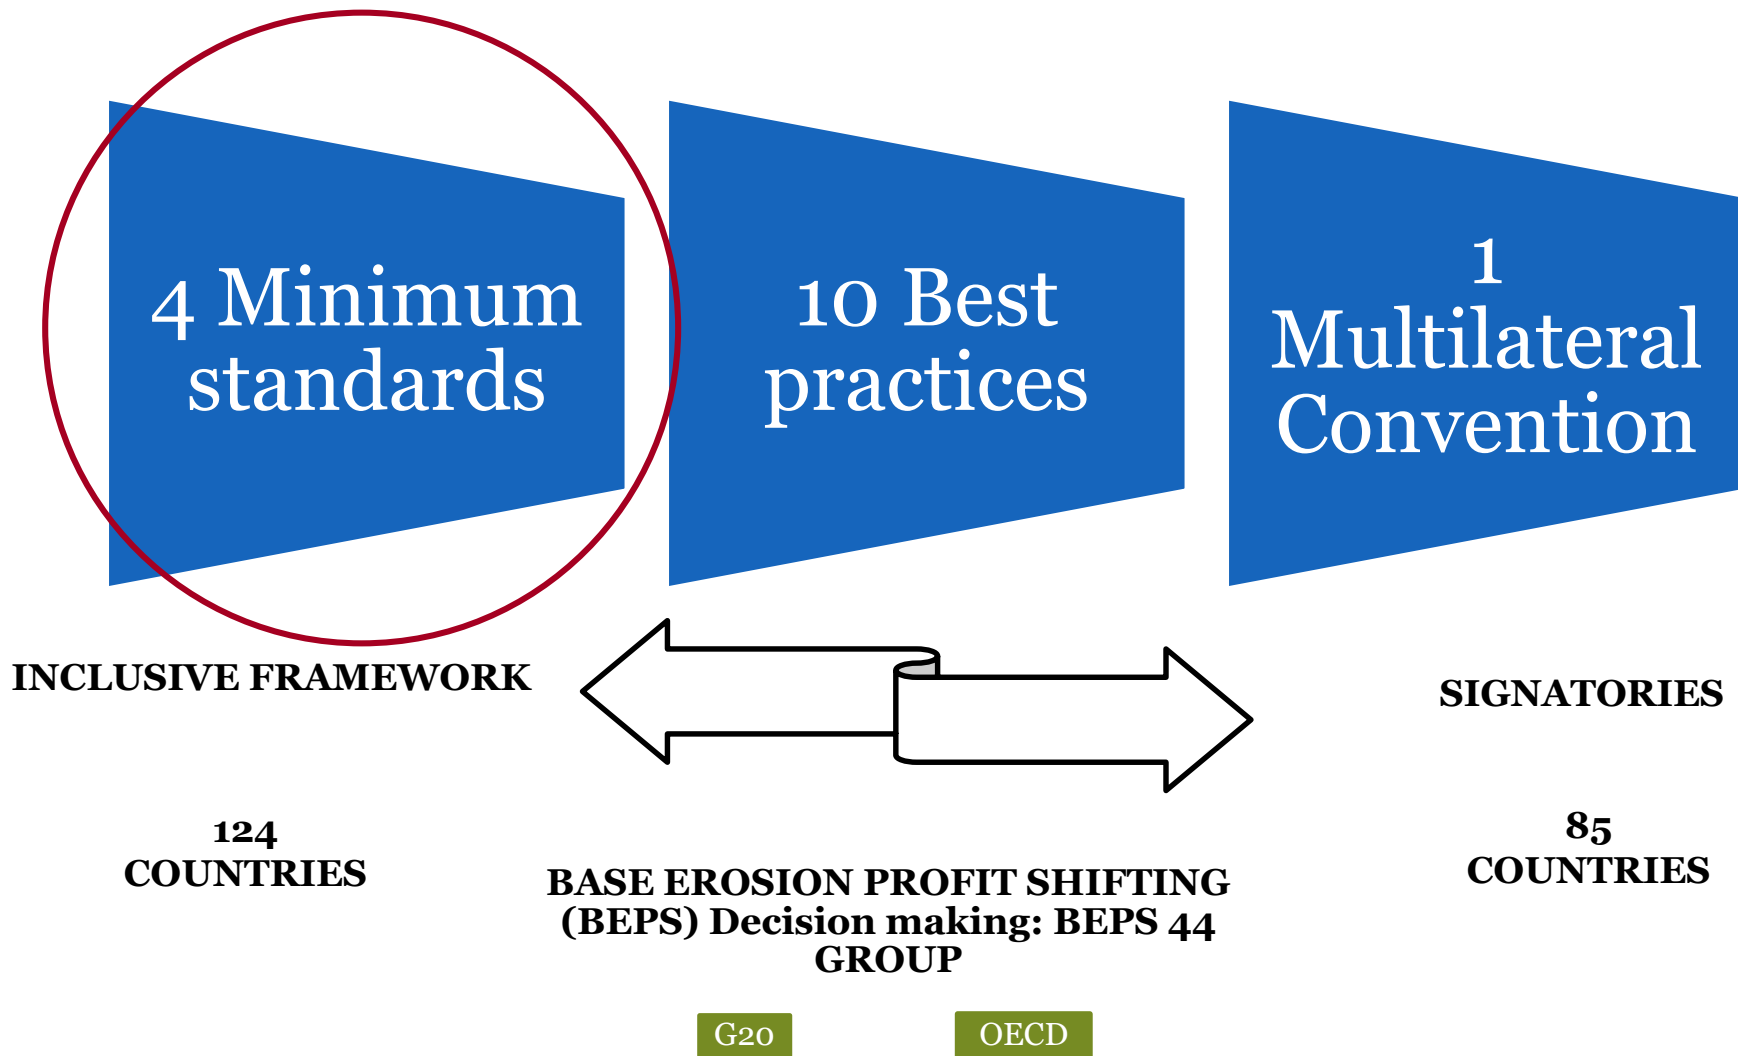 4 Minimum
standards
10 Best
practices
1
Multilateral
Convention
INCLUSIVE FRAMEWORK
SIGNATORIES
124
COUNTRIES
85
COUNTRIES
BASE EROSION PROFIT SHIFTING
(BEPS) Decision making: BEPS 44
GROUP
G20
OECD